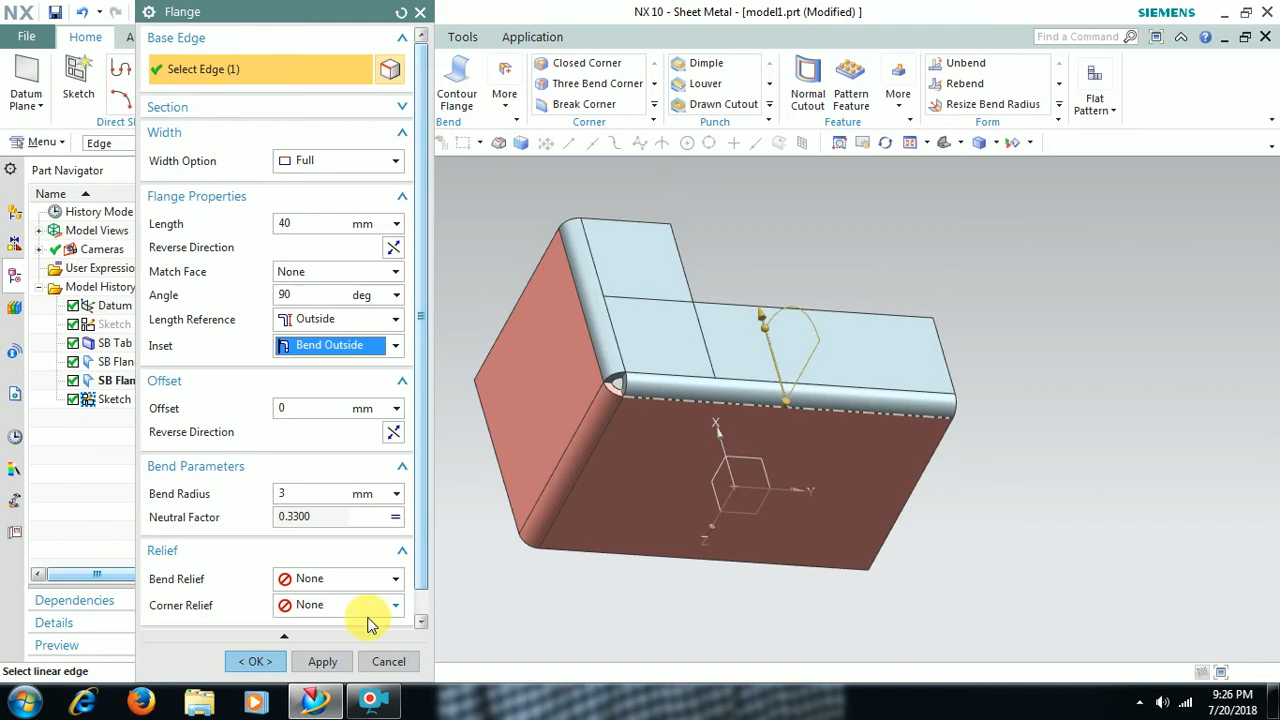 NX
Flange
NX 10 - Sheet Metal - [model1.prt (Modified) ]
SIEMENS
File
Home
A
Tools
Application
Find a Command
Base Edge
Select Edge (1)
Section
Width
Width Option
Full
Flange Properties
Length
40
mm
Reverse Direction
Match Face
None
Angle
90
deg
Length Reference
Outside
Inset
Bend Outside
Offset
Offset
0
mm
Reverse Direction
Bend Parameters
Bend Radius
3
mm
Neutral Factor
0.3300
Relief
Bend Relief
None
Corner Relief
None
< OK >
Apply
Cancel
Datum
Plane
Sketch
Direct S
Contour
Flange
More
Bend
Closed Corner
Three Bend Corner
Break Corner
Corner
Dimple
Louver
Drawn Cutout
Punch
Normal
Cutout
Pattern
Feature
More
Feature
Unbend
Rebend
Resize Bend Radius
Form
Flat
Pattern
Menu
Edge
Part Navigator
Name
History Mode
Model Views
Cameras
User Expressio
Model History
Datum
Sketch
SB Tab
SB Flan
SB Flan
Sketch
Dependencies
Details
Preview
Select linear edge
X
Y
Z
9:26 PM
7/20/2018